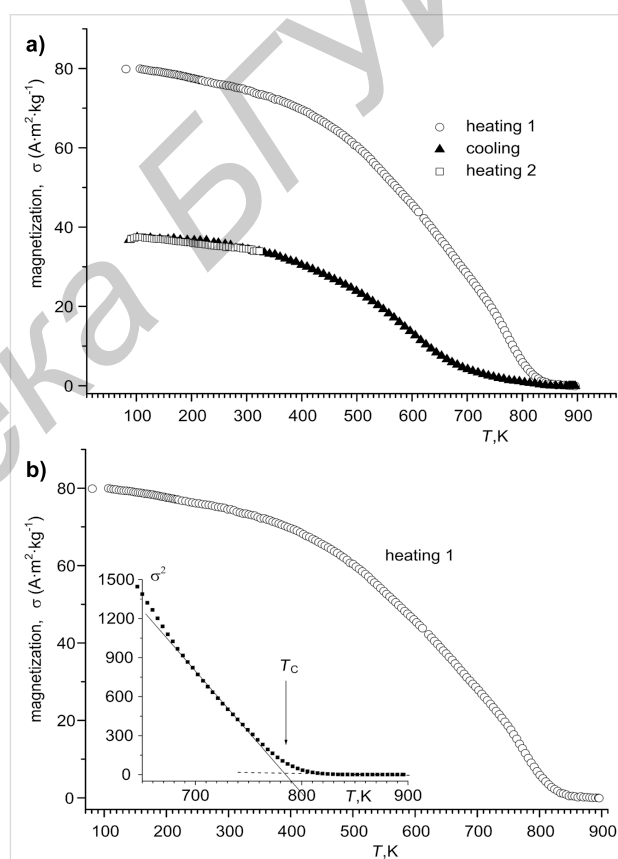 ека БГУИ
a)
magnetization, σ (A·m²·kg⁻¹)
80
60
40
20
0
heating 1
cooling
heating 2
100 200 300 400 500 600 700 800 900
T,K
b)
magnetization, σ (A·m²·kg⁻¹)
80
60
40
20
0
heating 1
σ²
1500
1200
900
600
300
0
T_C
700 800 900
T,K
100 200 300 400 500 600 700 800 900
T,K